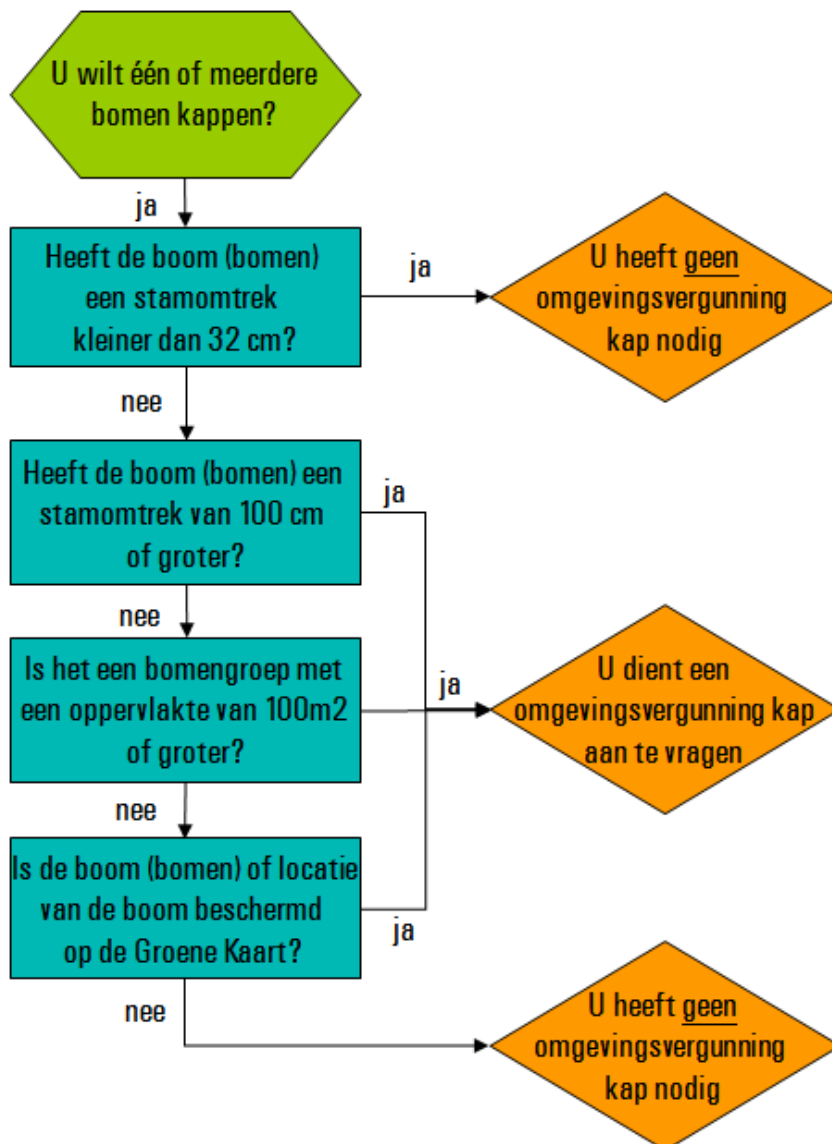 U wilt één of meerdere
bomen kappen?
ja
Heeft de boom (bomen)
een stamomtrek
kleiner dan 32 cm?
ja
U heeft geen
omgevingsvergunning
kap nodig
nee
Heeft de boom (bomen) een
stamomtrek van 100 cm
of groter?
ja
nee
Is het een bomengroep met
een oppervlakte van 100m2
of groter?
ja
U dient een
omgevingsvergunning kap
aan te vragen
nee
Is de boom (bomen) of locatie
van de boom beschermd
op de Groene Kaart?
ja
nee
U heeft geen
omgevingsvergunning
kap nodig